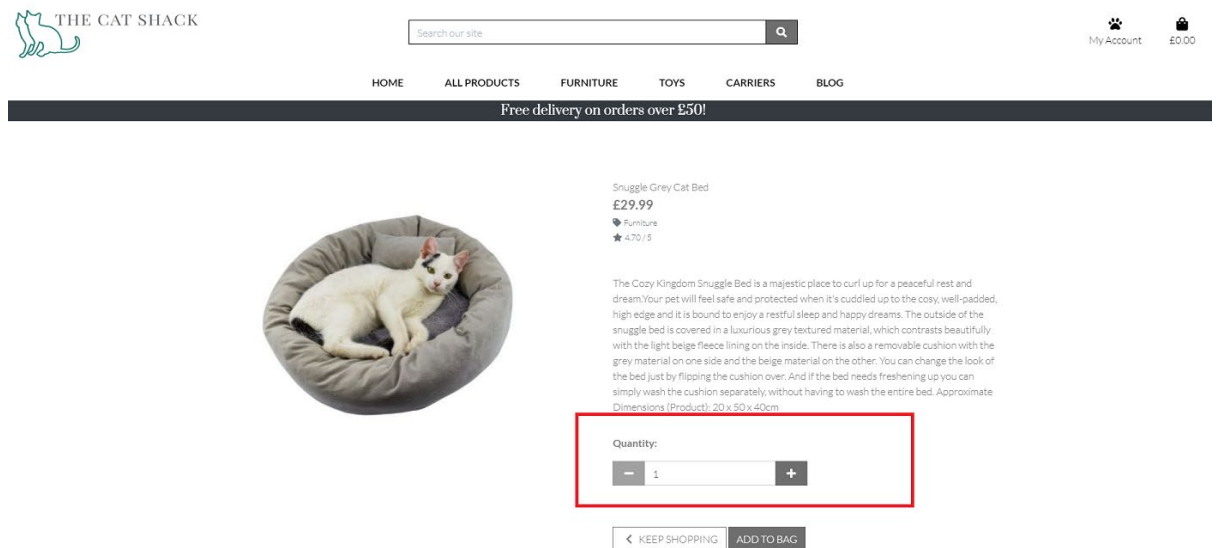 THE CAT SHACK
Search our site
My Account
£0.00
HOME ALL PRODUCTS FURNITURE TOYS CARRIERS BLOG
Free delivery on orders over £50!
Snuggle Grey Cat Bed
£29.99
Furniture
4.70 / 5
The Cozy Kingdom Snuggle Bed is a majestic place to curl up for a peaceful rest and
dream.Your pet will feel safe and protected when it's cuddled up to the cosy, well-padded,
high edge and it is bound to enjoy a restful sleep and happy dreams. The outside of the
snuggle bed is covered in a luxurious grey textured material, which contrasts beautifully
with the light beige fleece lining on the inside. There is also a removable cushion with the
grey material on one side and the beige material on the other. You can change the look of
the bed just by flipping the cushion over. And if the bed needs freshening up you can
simply wash the cushion separately, without having to wash the entire bed. Approximate
Dimensions (Product): 20 x 50 x 40cm
Quantity:
1
KEEP SHOPPING ADD TO BAG